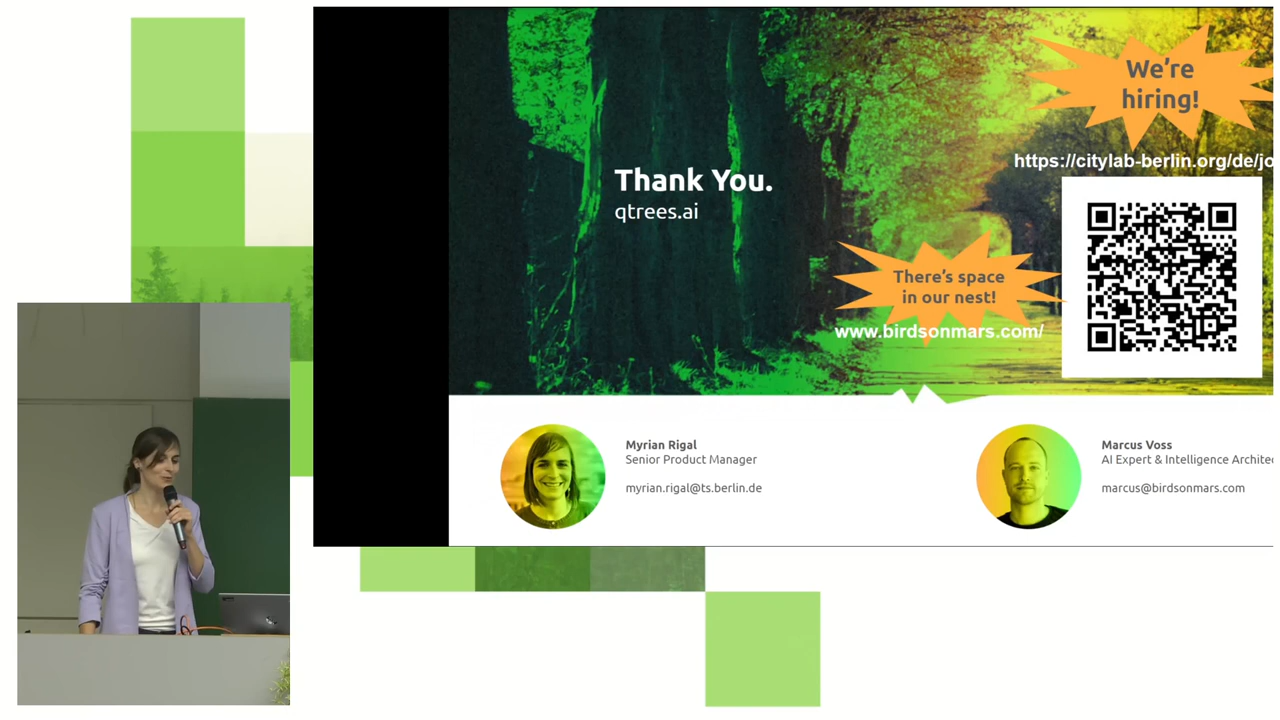 We're
hiring!
https://citylab-berlin.org/de/jo
Thank You.
qtrees.ai
There's space
in our nest!
www.birdsonmars.com/
Myrian Rigal
Senior Product Manager
myrian.rigal@ts.berlin.de
Marcus Voss
AI Expert & Intelligence Architec
marcus@birdsonmars.com